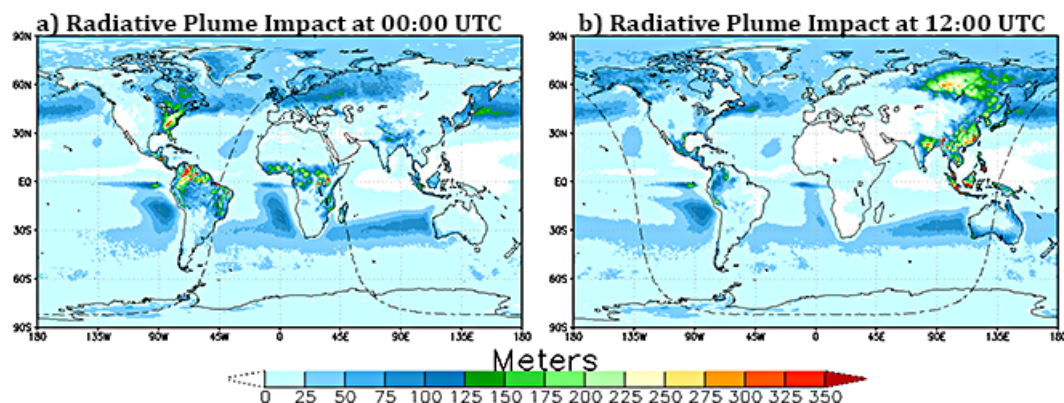 a) Radiative Plume Impact at 00:00 UTC
b) Radiative Plume Impact at 12:00 UTC
90N
60N
30N
EQ
30S
60S
90S
180 135W 90W 45W 0 45E 90E 135E 180
90N
60N
30N
EQ
30S
60S
90S
180 135W 90W 45W 0 45E 90E 135E 180
Meters
0 25 50 75 100 125 150 175 200 225 250 275 300 325 350